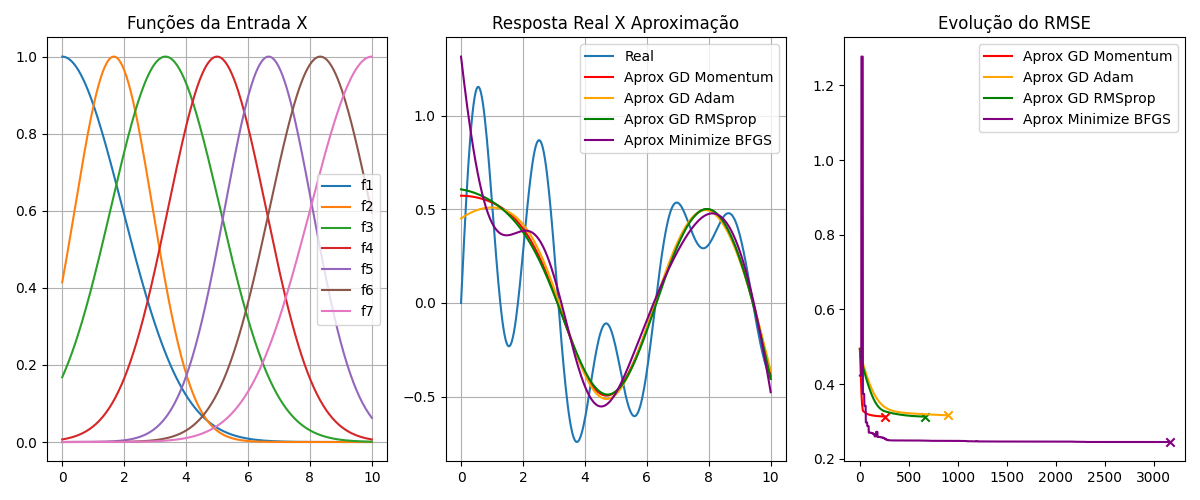 Funções da Entrada X
1.0
0.8
0.6
0.4
0.2
0.0
0 2 4 6 8 10
f1
f2
f3
f4
f5
f6
f7
Resposta Real X Aproximação
1.0
0.5
0.0
−0.5
0 2 4 6 8 10
Real
Aprox GD Momentum
Aprox GD Adam
Aprox GD RMSprop
Aprox Minimize BFGS
Evolução do RMSE
1.2
1.0
0.8
0.6
0.4
0.2
0 500 1000 1500 2000 2500 3000
Aprox GD Momentum
Aprox GD Adam
Aprox GD RMSprop
Aprox Minimize BFGS